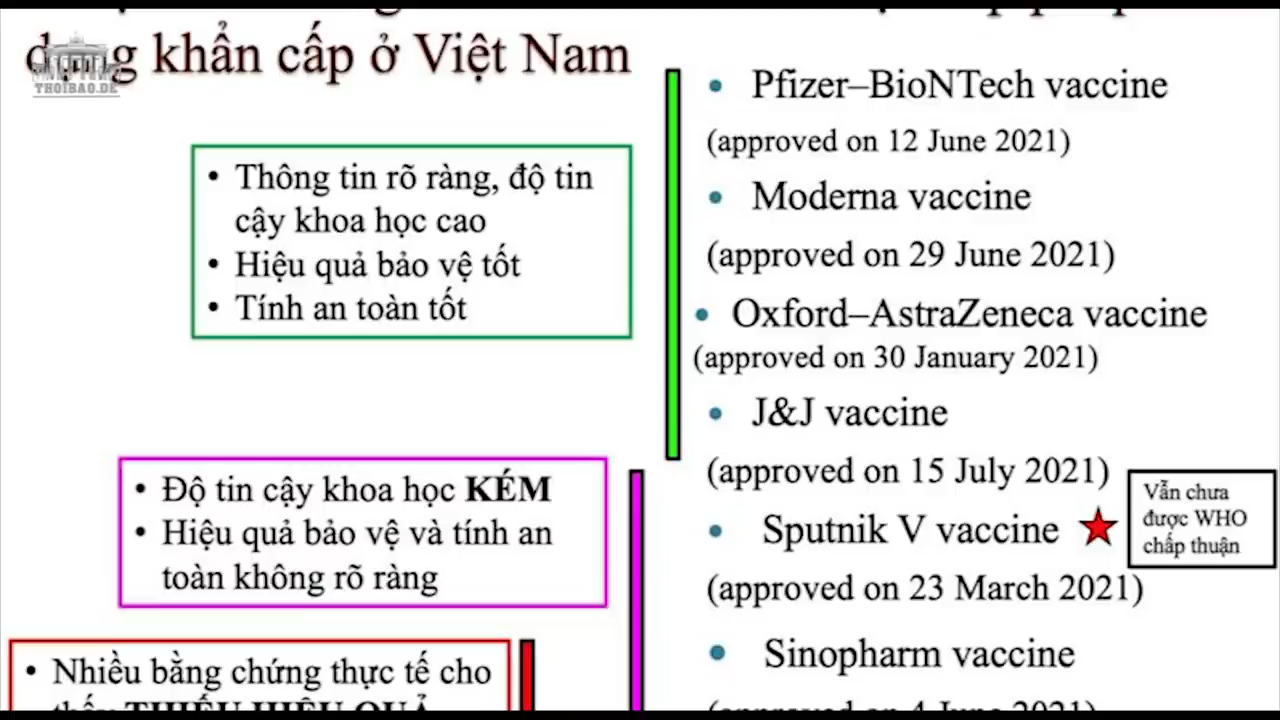 dụng khẩn cấp ở Việt Nam
THOIBAO.DE
Pfizer–BioNTech vaccine
(approved on 12 June 2021)
• Thông tin rõ ràng, độ tin
cậy khoa học cao
• Hiệu quả bảo vệ tốt
• Tính an toàn tốt
• Moderna vaccine
(approved on 29 June 2021)
• Oxford–AstraZeneca vaccine
(approved on 30 January 2021)
• J&J vaccine
(approved on 15 July 2021)
• Độ tin cậy khoa học KÉM
• Hiệu quả bảo vệ và tính an
toàn không rõ ràng
• Sputnik V vaccine
Vẫn chưa
được WHO
chấp thuận
(approved on 23 March 2021)
• Nhiều bằng chứng thực tế cho
thấy THIẾU HIỆU QUẢ
• Sinopharm vaccine
(approved on 4 June 2021)